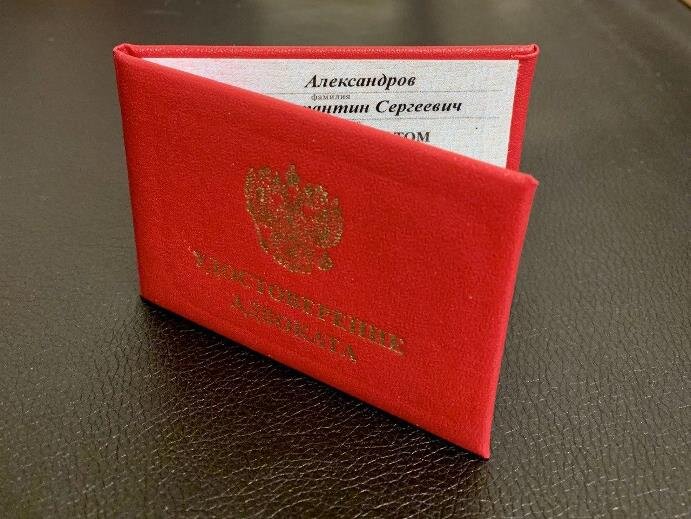 Александров
фамилия
Сергеевич
УДОСТОВЕРЕНИЕ
АДВОКАТА